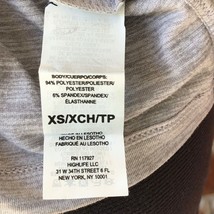 BODY/CUERPO/CORPS:
94% POLYESTER/POLIESTER/
POLYESTER
6% SPANDEX/SPANDEX/
ÉLASTHANNE
XS/XCH/TP
MADE IN LESOTHO
HECHO EN LESOTHO
FABRIQUÉ AU LESOTHO
RN 117927
HIGHLIFE LLC
31 W 34TH STREET 6 FL
NEW YORK, NY 10001